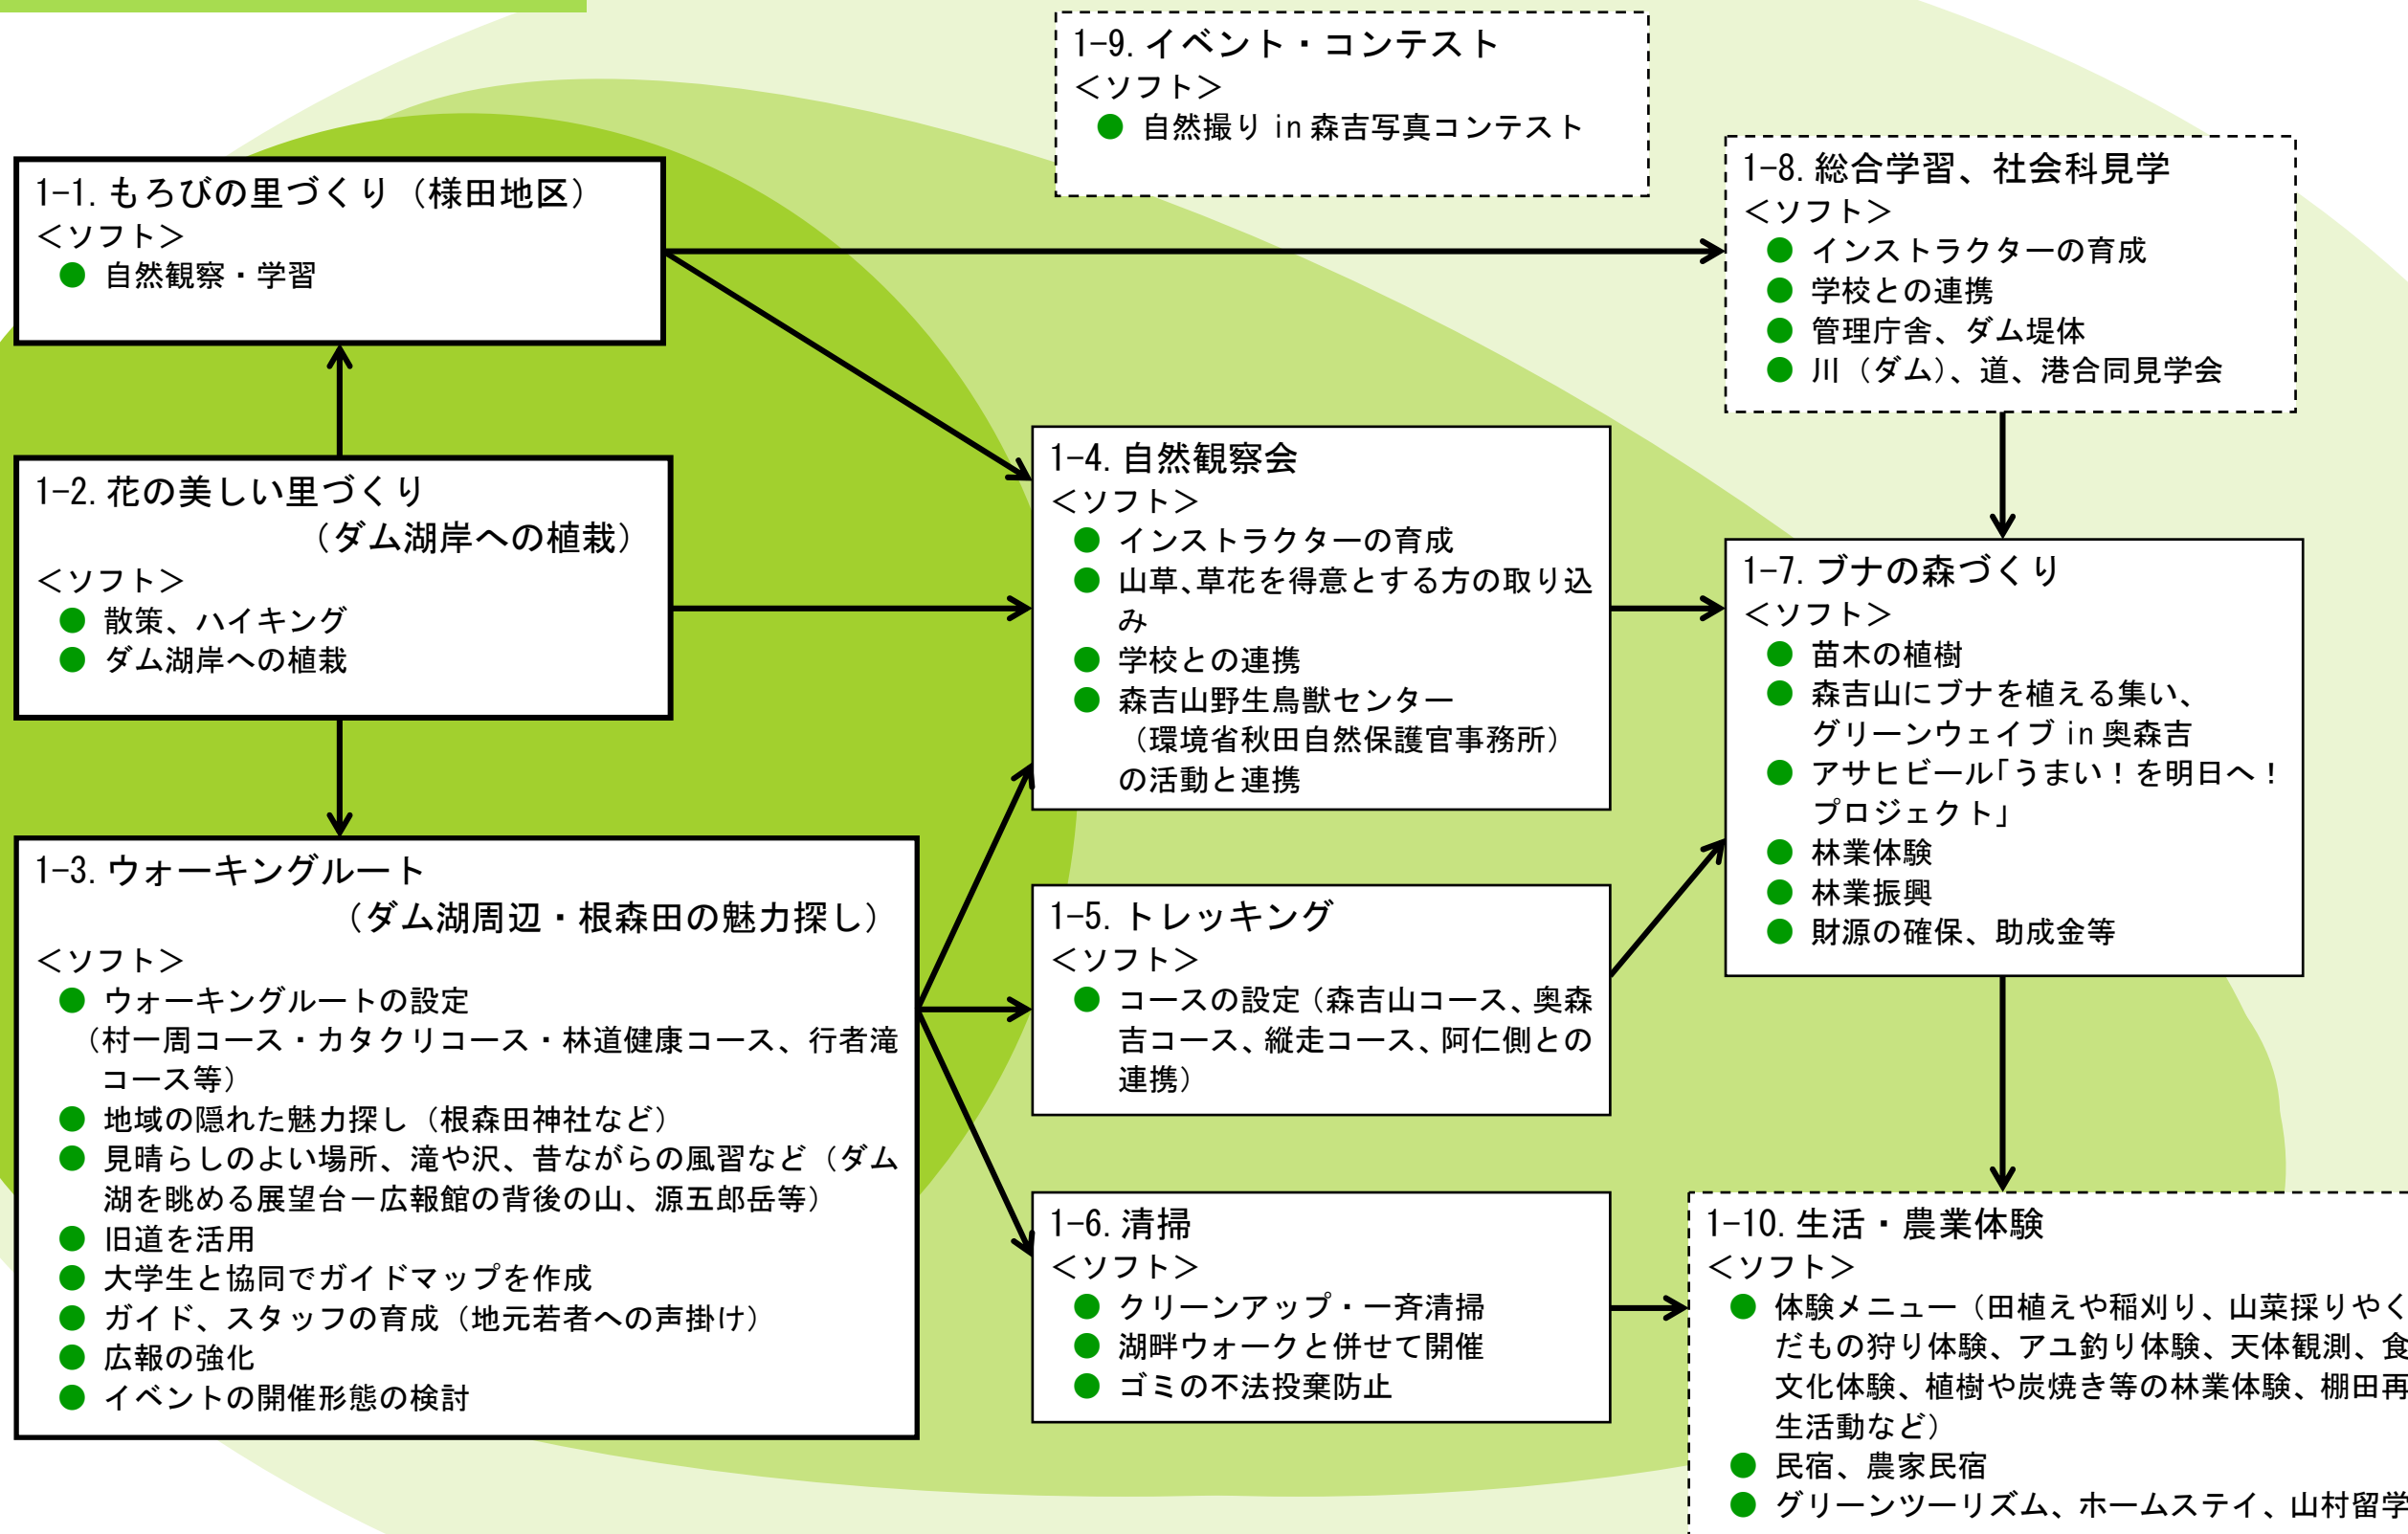 1-9. イベント・コンテスト
＜ソフト＞
● 自然撮り in 森吉写真コンテスト
1-8. 総合学習、社会科見学
＜ソフト＞
● インストラクターの育成
● 学校との連携
● 管理庁舎、ダム堤体
● 川（ダム）、道、港合同見学会
1-1. もろびの里づくり（様田地区）
＜ソフト＞
● 自然観察・学習
1-2. 花の美しい里づくり
（ダム湖岸への植栽）
＜ソフト＞
● 散策、ハイキング
● ダム湖岸への植栽
1-4. 自然観察会
＜ソフト＞
● インストラクターの育成
● 山草、草花を得意とする方の取り込
み
● 学校との連携
● 森吉山野生鳥獣センター
（環境省秋田自然保護官事務所）
の活動と連携
1-7. ブナの森づくり
＜ソフト＞
● 苗木の植樹
● 森吉山にブナを植える集い、
グリーンウェイブ in 奥森吉
● アサヒビール｢うまい！を明日へ！
プロジェクト｣
● 林業体験
● 林業振興
● 財源の確保、助成金等
1-3. ウォーキングルート
（ダム湖周辺・根森田の魅力探し）
＜ソフト＞
● ウォーキングルートの設定
（村一周コース・カタクリコース・林道健康コース、行者滝
コース等）
● 地域の隠れた魅力探し（根森田神社など）
● 見晴らしのよい場所、滝や沢、昔ながらの風習など（ダム
湖を眺める展望台－広報館の背後の山、源五郎岳等）
● 旧道を活用
● 大学生と協同でガイドマップを作成
● ガイド、スタッフの育成（地元若者への声掛け）
● 広報の強化
● イベントの開催形態の検討
1-5. トレッキング
＜ソフト＞
● コースの設定（森吉山コース、奥森
吉コース、縦走コース、阿仁側との
連携）
1-6. 清掃
＜ソフト＞
● クリーンアップ・一斉清掃
● 湖畔ウォークと併せて開催
● ゴミの不法投棄防止
1-10. 生活・農業体験
＜ソフト＞
● 体験メニュー（田植えや稲刈り、山菜採りやく
だもの狩り体験、アユ釣り体験、天体観測、食
文化体験、植樹や炭焼き等の林業体験、棚田再
生活動など）
● 民宿、農家民宿
● グリーンツーリズム、ホームステイ、山村留学